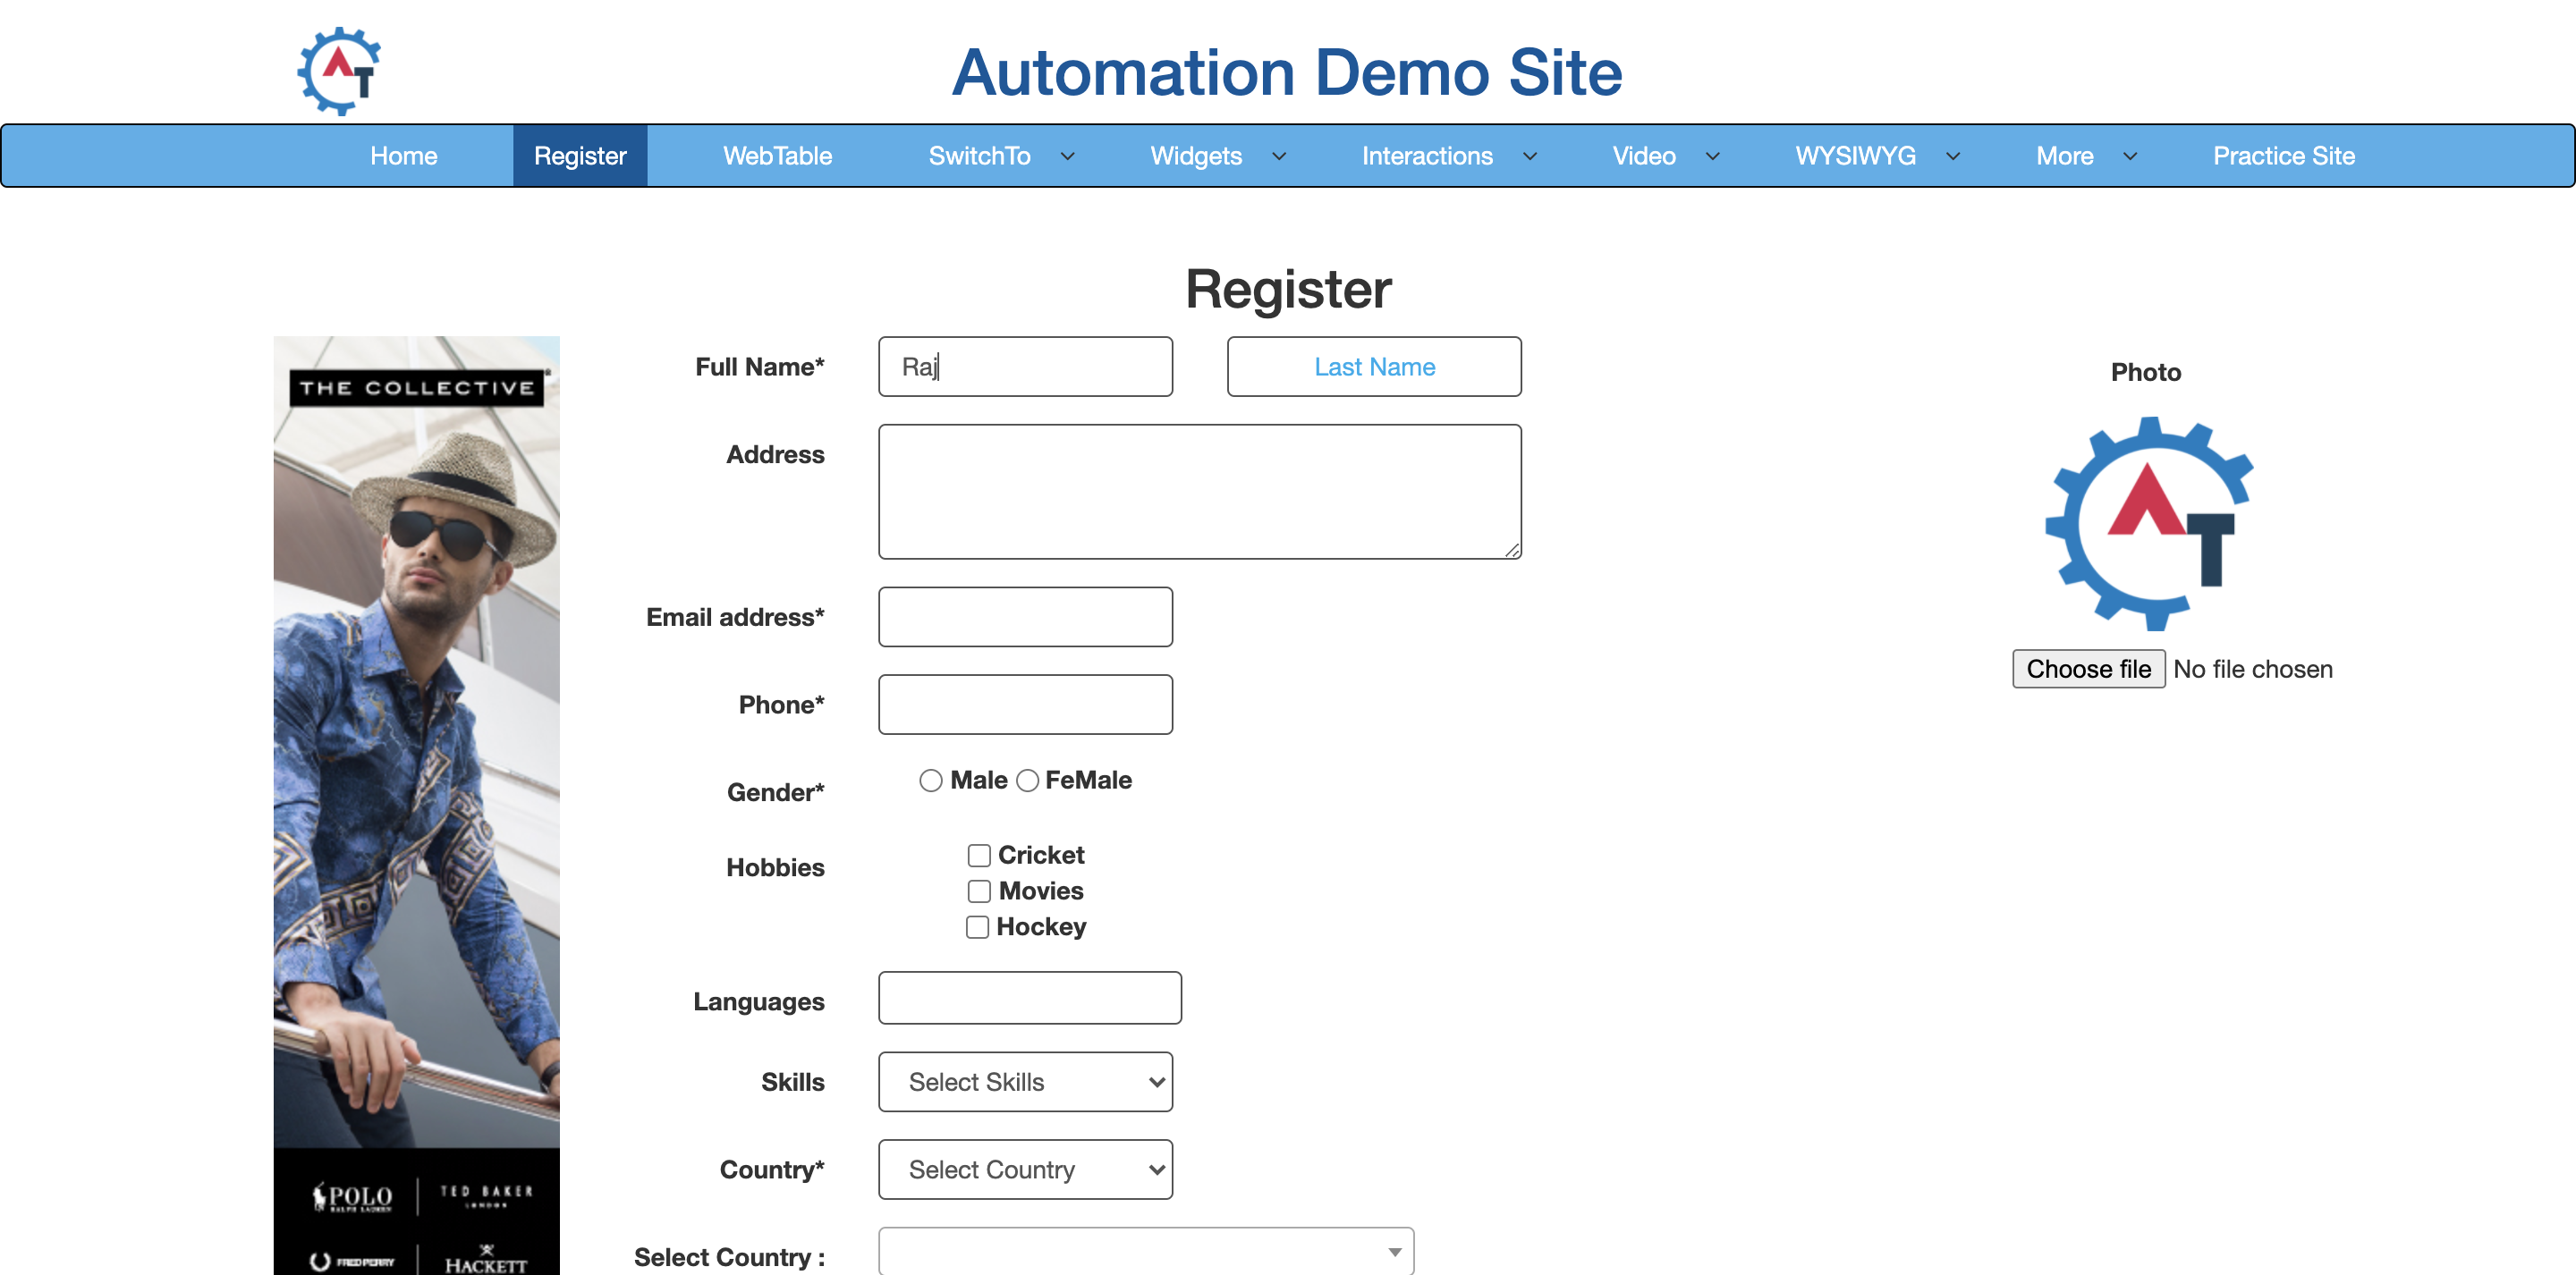 AT
Automation Demo Site
Home Register WebTable SwitchTo Widgets Interactions Video WYSIWYG More Practice Site
Register
THE COLLECTIVE
Full Name* Raj Last Name
Photo
Address
AT
Email address*
Choose file No file chosen
Phone*
Gender* Male FeMale
Hobbies Cricket
Movies
Hockey
Languages
Skills Select Skills
Country* Select Country
POLO
RALPH LAUREN
TED BAKER
LONDON
Select Country :
FRED PERRY
HACKETT